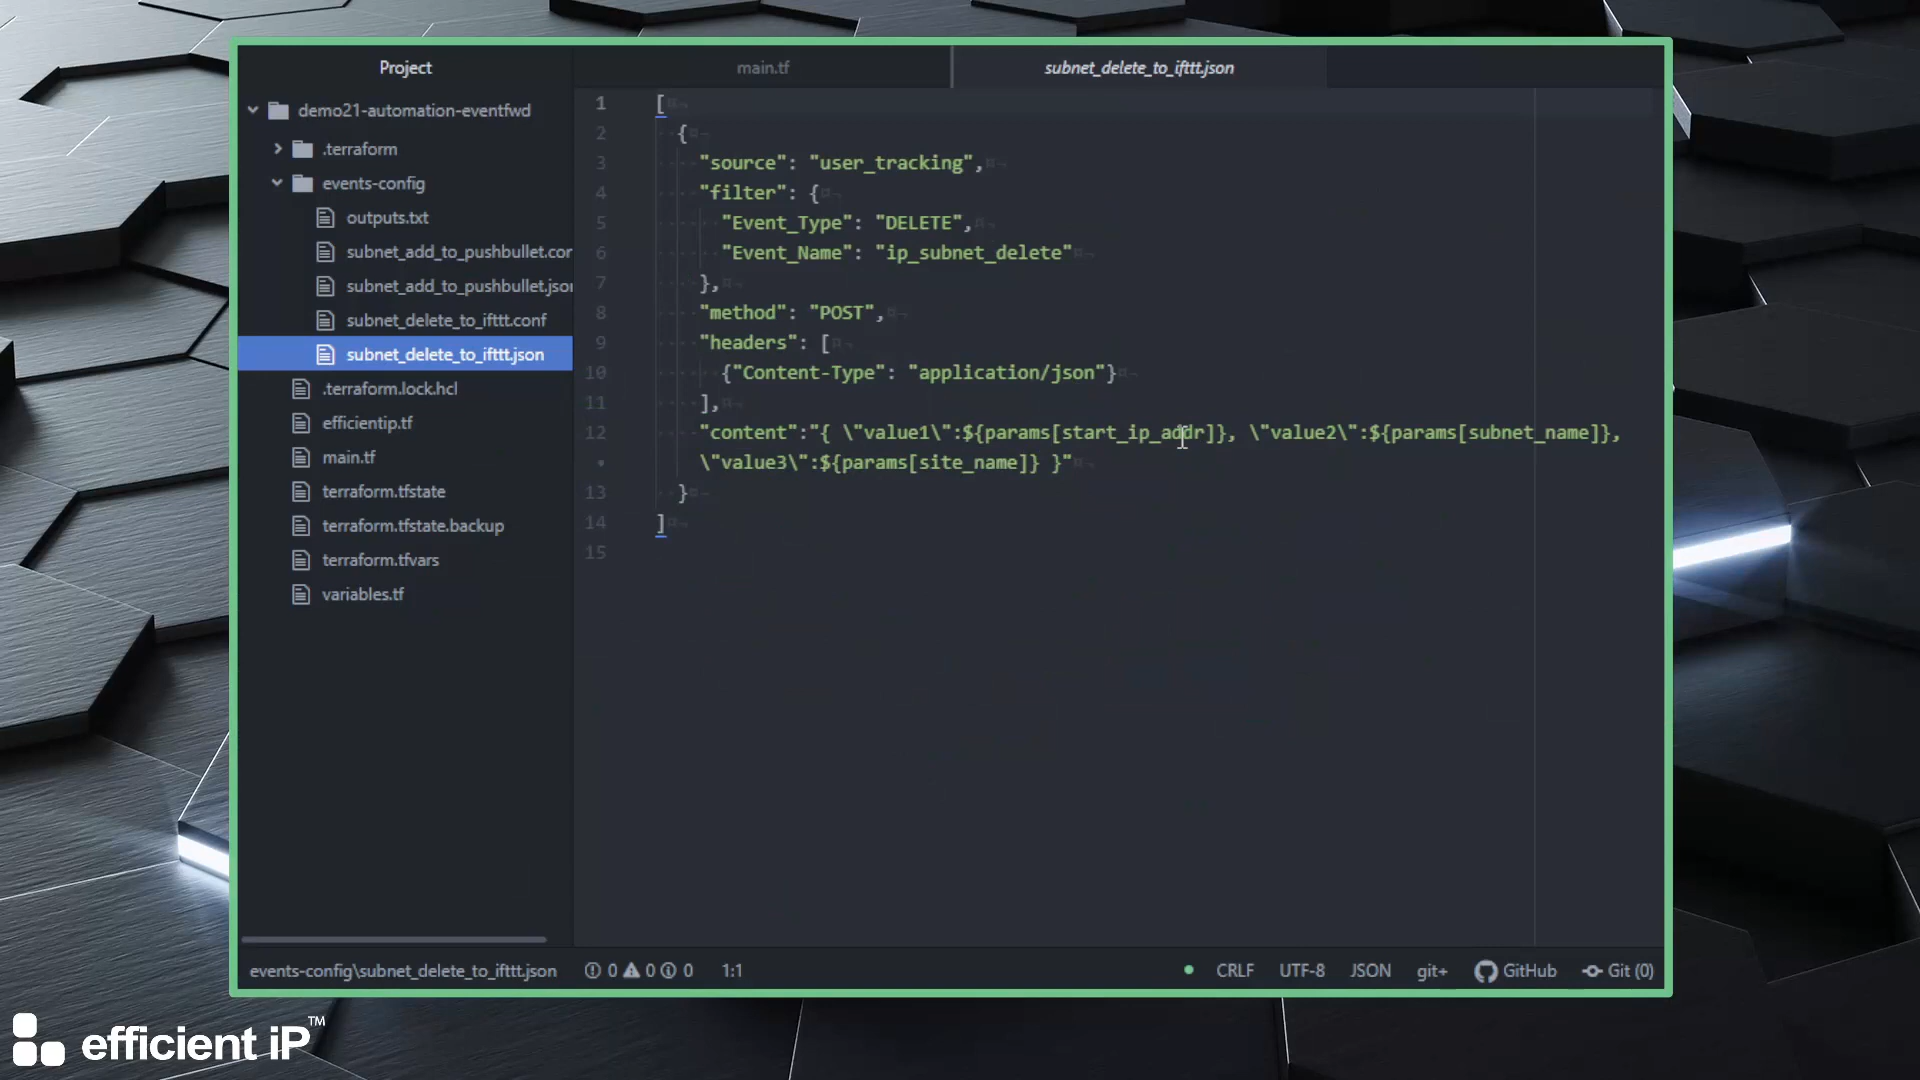 Project
main.tf
subnet_delete_to_ifttt.json
demo21-automation-eventfwd
.terraform
events-config
outputs.txt
subnet_add_to_pushbullet.con
subnet_add_to_pushbullet.json
subnet_delete_to_ifttt.conf
subnet_delete_to_ifttt.json
.terraform.lock.hcl
efficientip.tf
main.tf
terraform.tfstate
terraform.tfstate.backup
terraform.tfvars
variables.tf
1 [
2 {
3 "source": "user_tracking",
4 "filter": {
5 "Event_Type": "DELETE",
6 "Event_Name": "ip_subnet_delete"
7 },
8 "method": "POST",
9 "headers": [
10 {"Content-Type": "application/json"}
11 ],
12 "content":"{ \"value1\":${params[start_ip_addr]}, \"value2\":${params[subnet_name]},
• \"value3\":${params[site_name]} }"
13 }
14 ]
15
events-config\subnet_delete_to_ifttt.json 0 0 0 1:1 CRLF UTF-8 JSON git+ GitHub Git (0)
efficient iP™